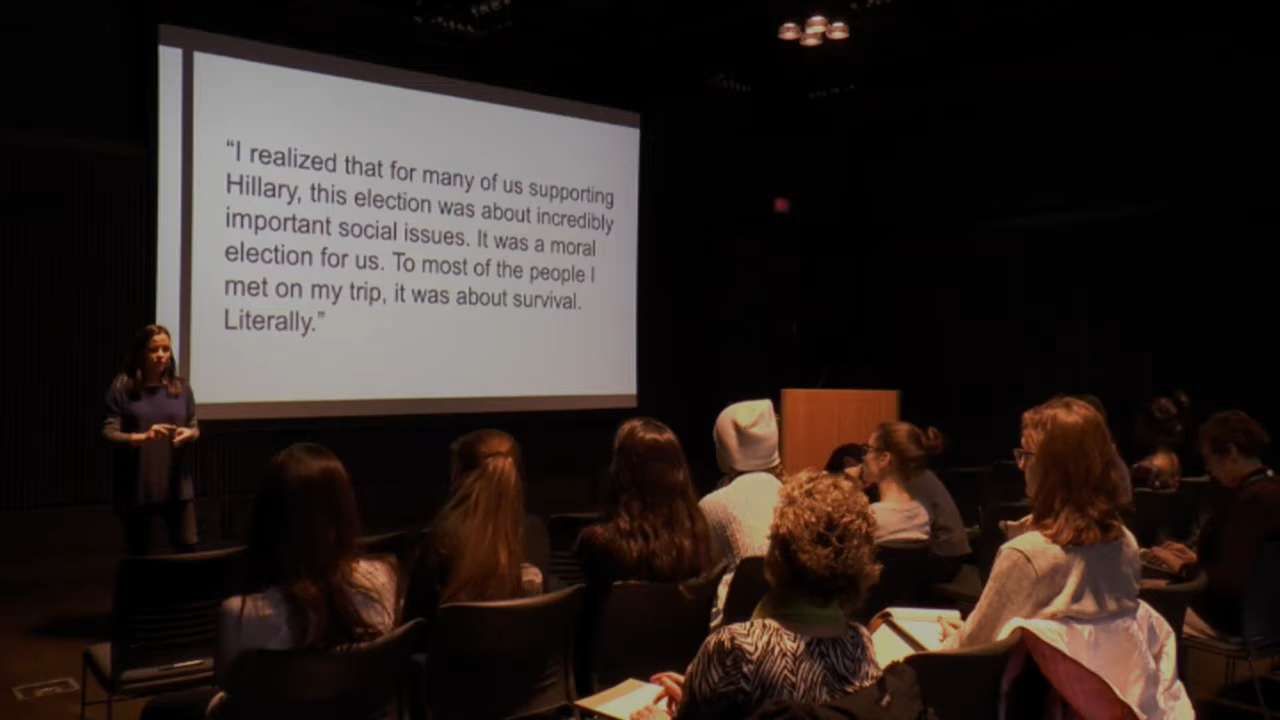 “I realized that for many of us supporting
Hillary, this election was about incredibly
important social issues. It was a moral
election for us. To most of the people I
met on my trip, it was about survival.
Literally.”